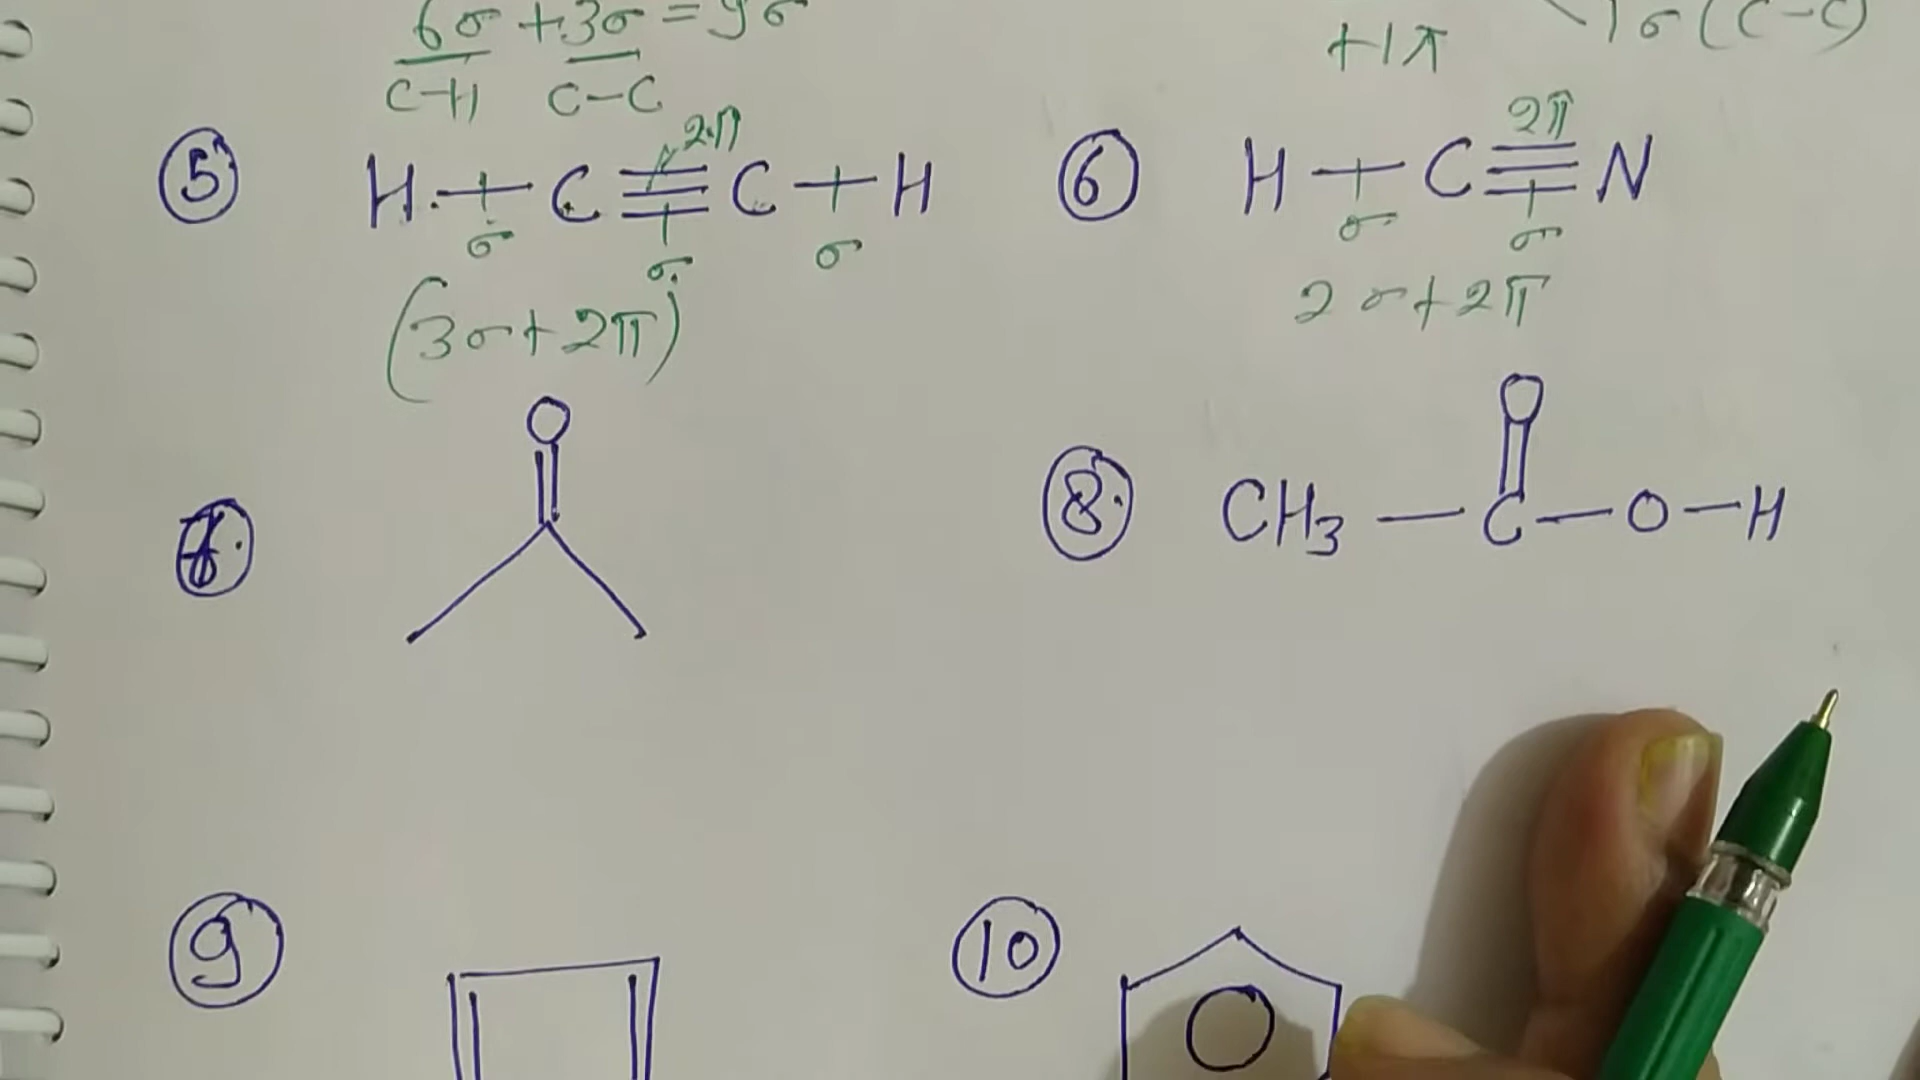 6σ + 3σ = 9σ
C-H C-C
+1π
1σ(C-C)
⑤ H - C ≡ C - H
2π
σ σ σ
(3σ+2π)
⑥ H - C ≡ N
2π
σ σ
2σ+2π
7.
O
⑧ CH3 - C - O - H
O
⑨
⑩